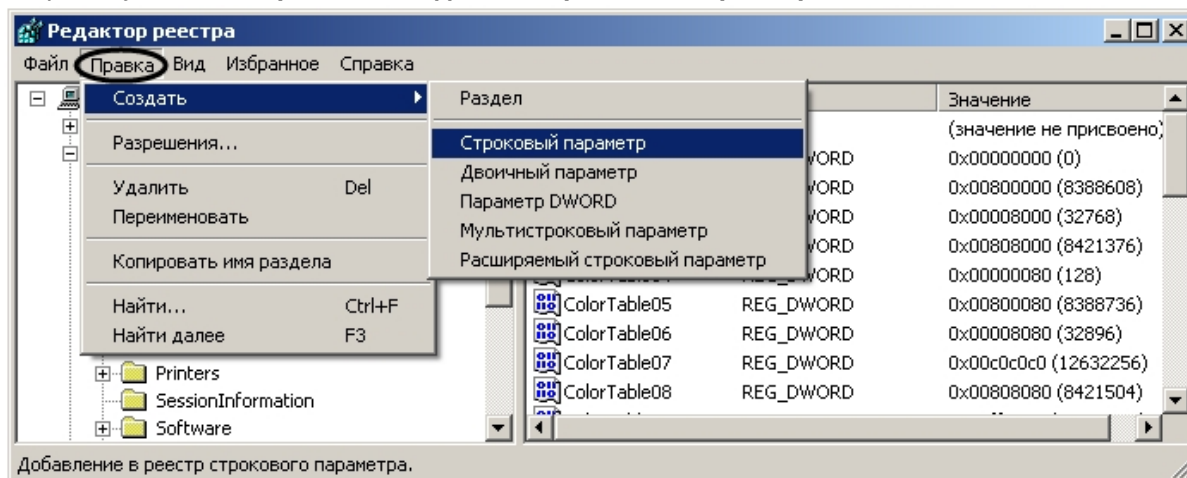 Редактор реестра
Файл Правка Вид Избранное Справка
Создать
Разрешения...
Удалить Del
Переименовать
Копировать имя раздела
Найти... Ctrl+F
Найти далее F3
Раздел
Строковый параметр
Двоичный параметр
Параметр DWORD
Мультистроковый параметр
Расширяемый строковый параметр
Значение
(значение не присвоено)
0x00000000 (0)
0x00800000 (8388608)
0x00008000 (32768)
0x00808000 (8421376)
0x00000080 (128)
ColorTable05 REG_DWORD 0x00800080 (8388736)
ColorTable06 REG_DWORD 0x00008080 (32896)
ColorTable07 REG_DWORD 0x00c0c0c0 (12632256)
ColorTable08 REG_DWORD 0x00808080 (8421504)
Printers
SessionInformation
Software
Добавление в реестр строкового параметра.